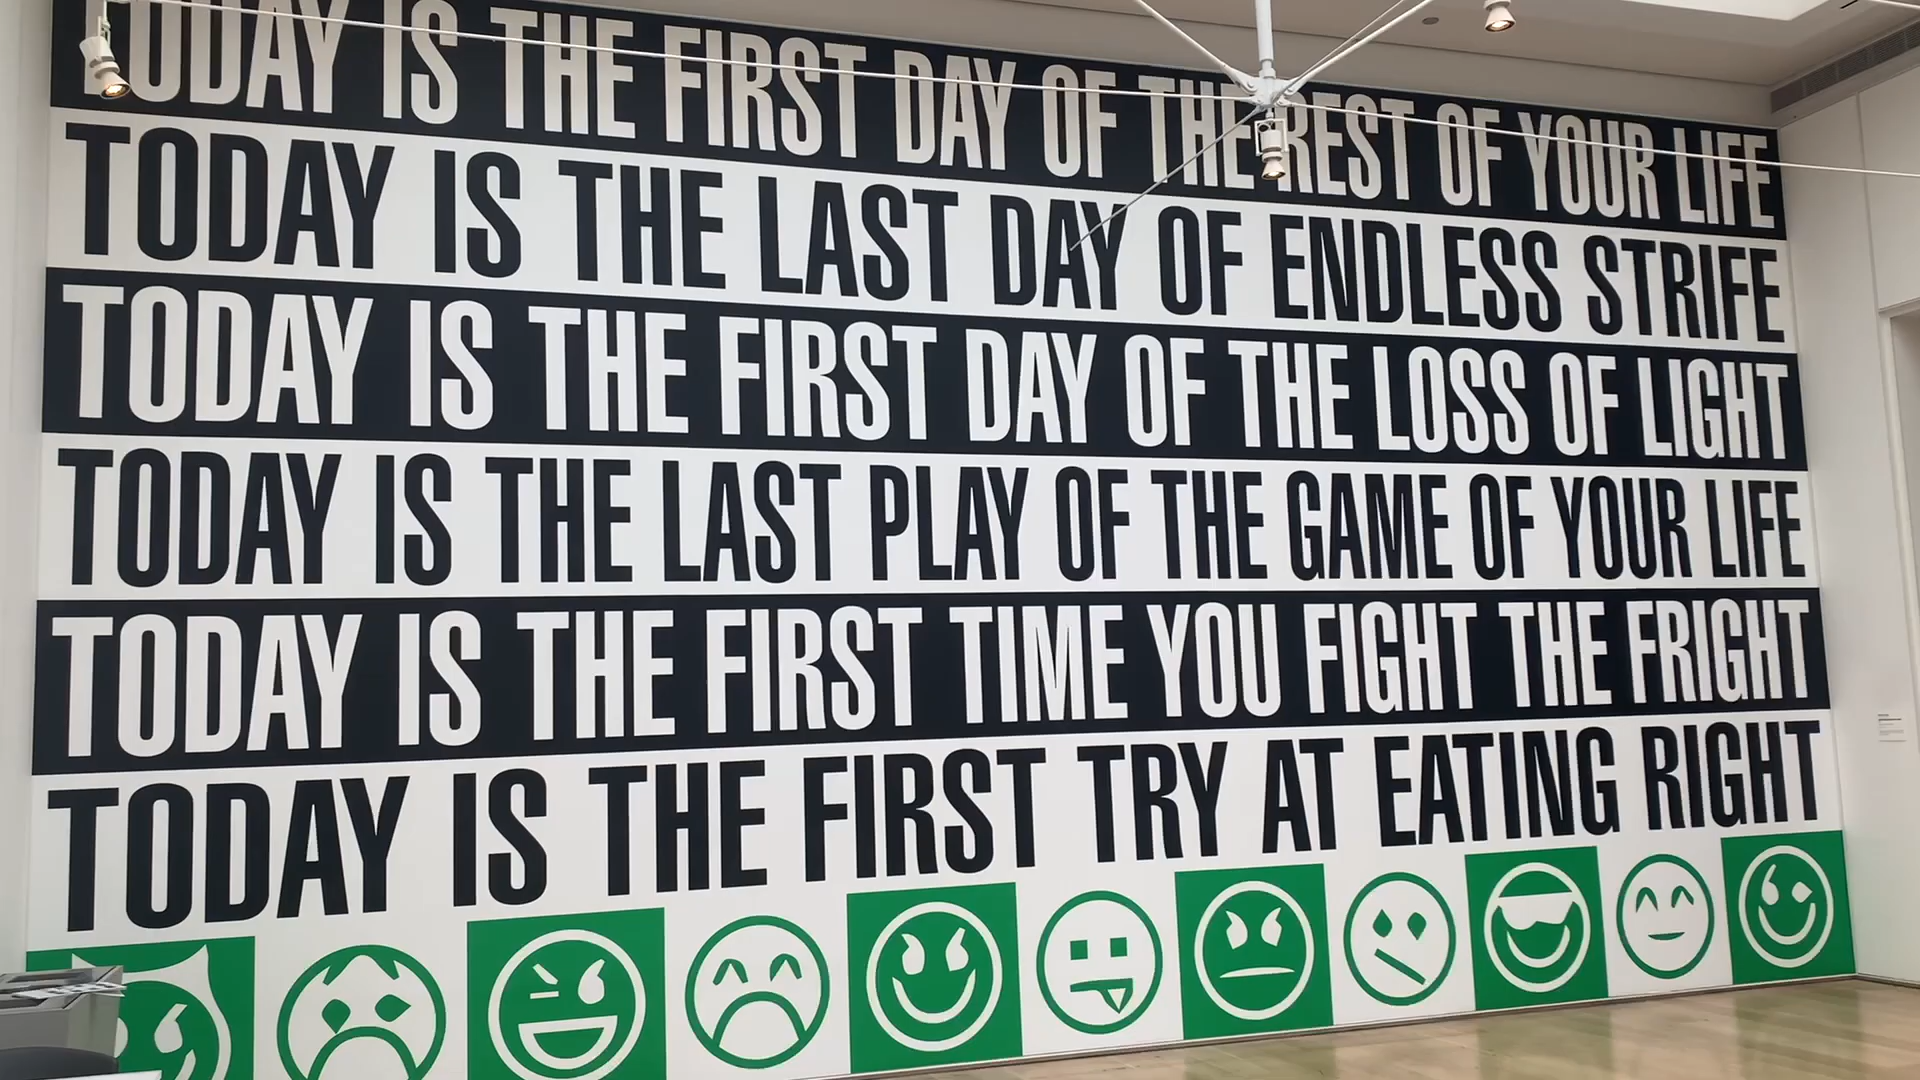 TODAY IS THE FIRST DAY OF THE REST OF YOUR LIFE
TODAY IS THE LAST DAY OF ENDLESS STRIFE
TODAY IS THE FIRST DAY OF THE LOSS OF LIGHT
TODAY IS THE LAST PLAY OF THE GAME OF YOUR LIFE
TODAY IS THE FIRST TIME YOU FIGHT THE FRIGHT
TODAY IS THE FIRST TRY AT EATING RIGHT